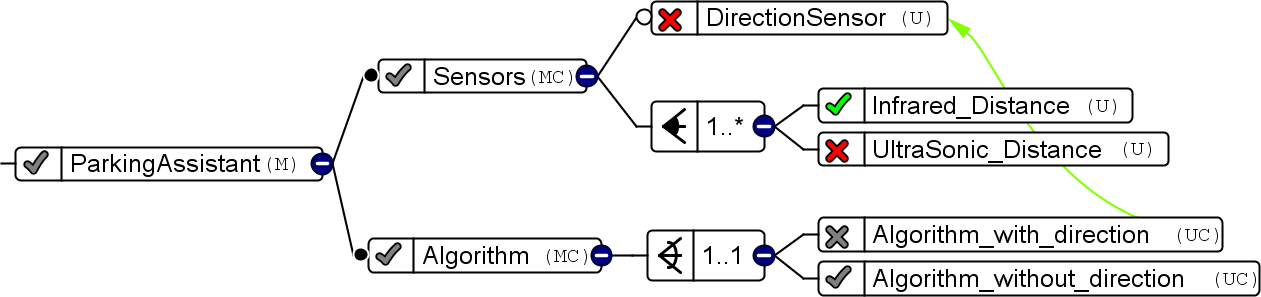 DirectionSensor (U)
Sensors (MC)
1..* Infrared_Distance (U)
UltraSonic_Distance (U)
ParkingAssistant (M)
Algorithm_with_direction (UC)
Algorithm (MC) 1..1
Algorithm_without_direction (UC)